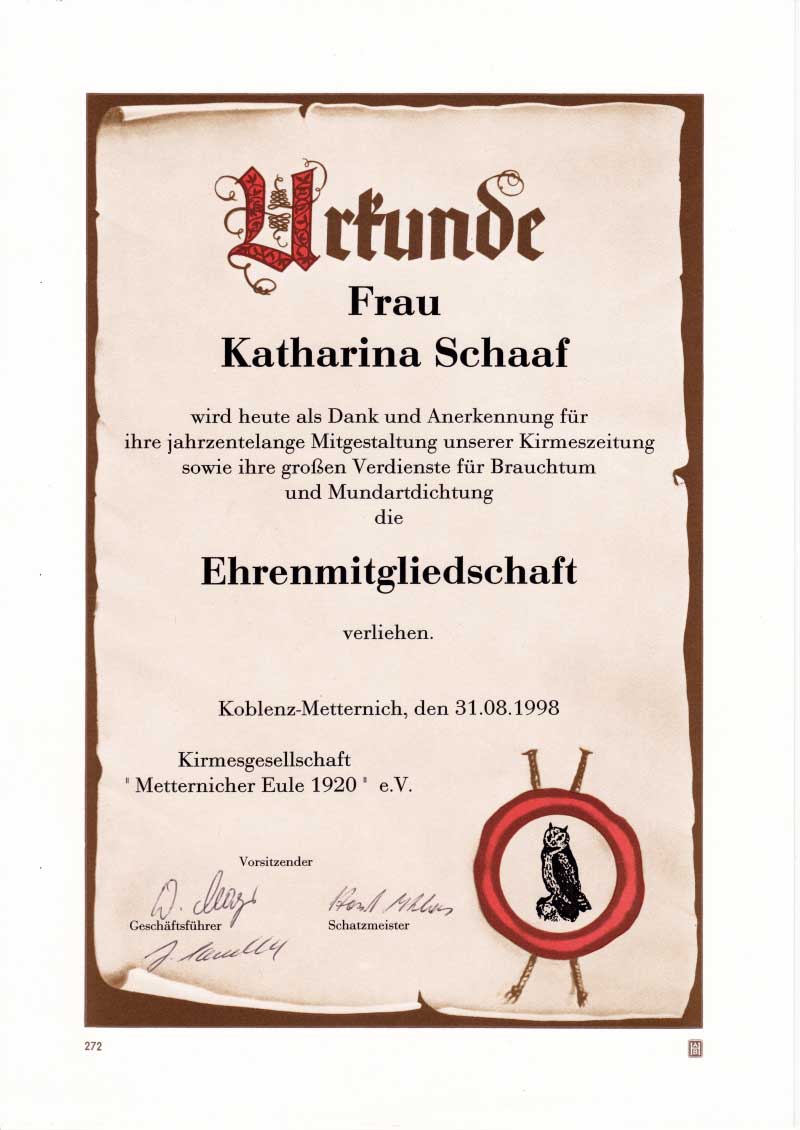 Urkunde
Frau
Katharina Schaaf
wird heute als Dank und Anerkennung für
ihre jahrzentelange Mitgestaltung unserer Kirmeszeitung
sowie ihre großen Verdienste für Brauchtum
und Mundartdichtung
die
Ehrenmitgliedschaft
verliehen.
Koblenz-Metternich, den 31.08.1998
Kirmesgesellschaft
" Metternicher Eule 1920 " e.V.
Vorsitzender
Geschäftsführer
Schatzmeister
272